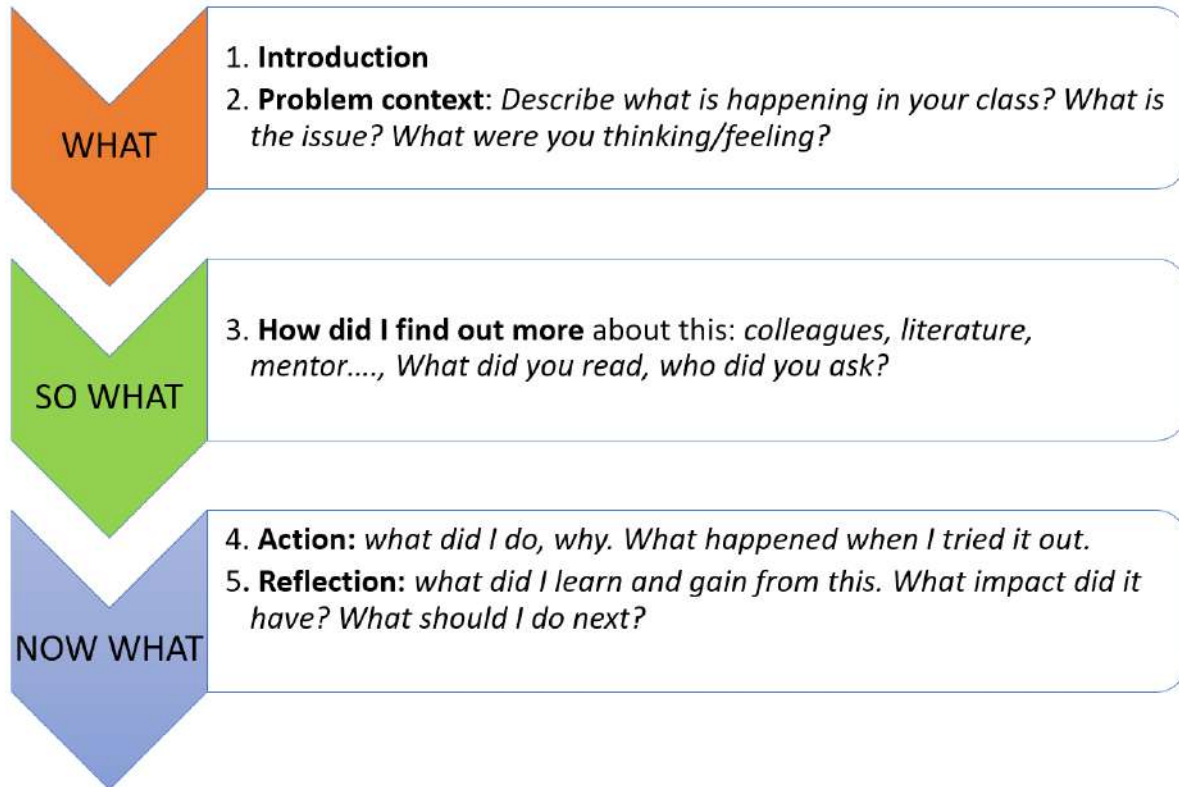 WHAT
1. Introduction
2. Problem context: Describe what is happening in your class? What is
the issue? What were you thinking/feeling?
SO WHAT
3. How did I find out more about this: colleagues, literature,
mentor...., What did you read, who did you ask?
NOW WHAT
4. Action: what did I do, why. What happened when I tried it out.
5. Reflection: what did I learn and gain from this. What impact did it
have? What should I do next?